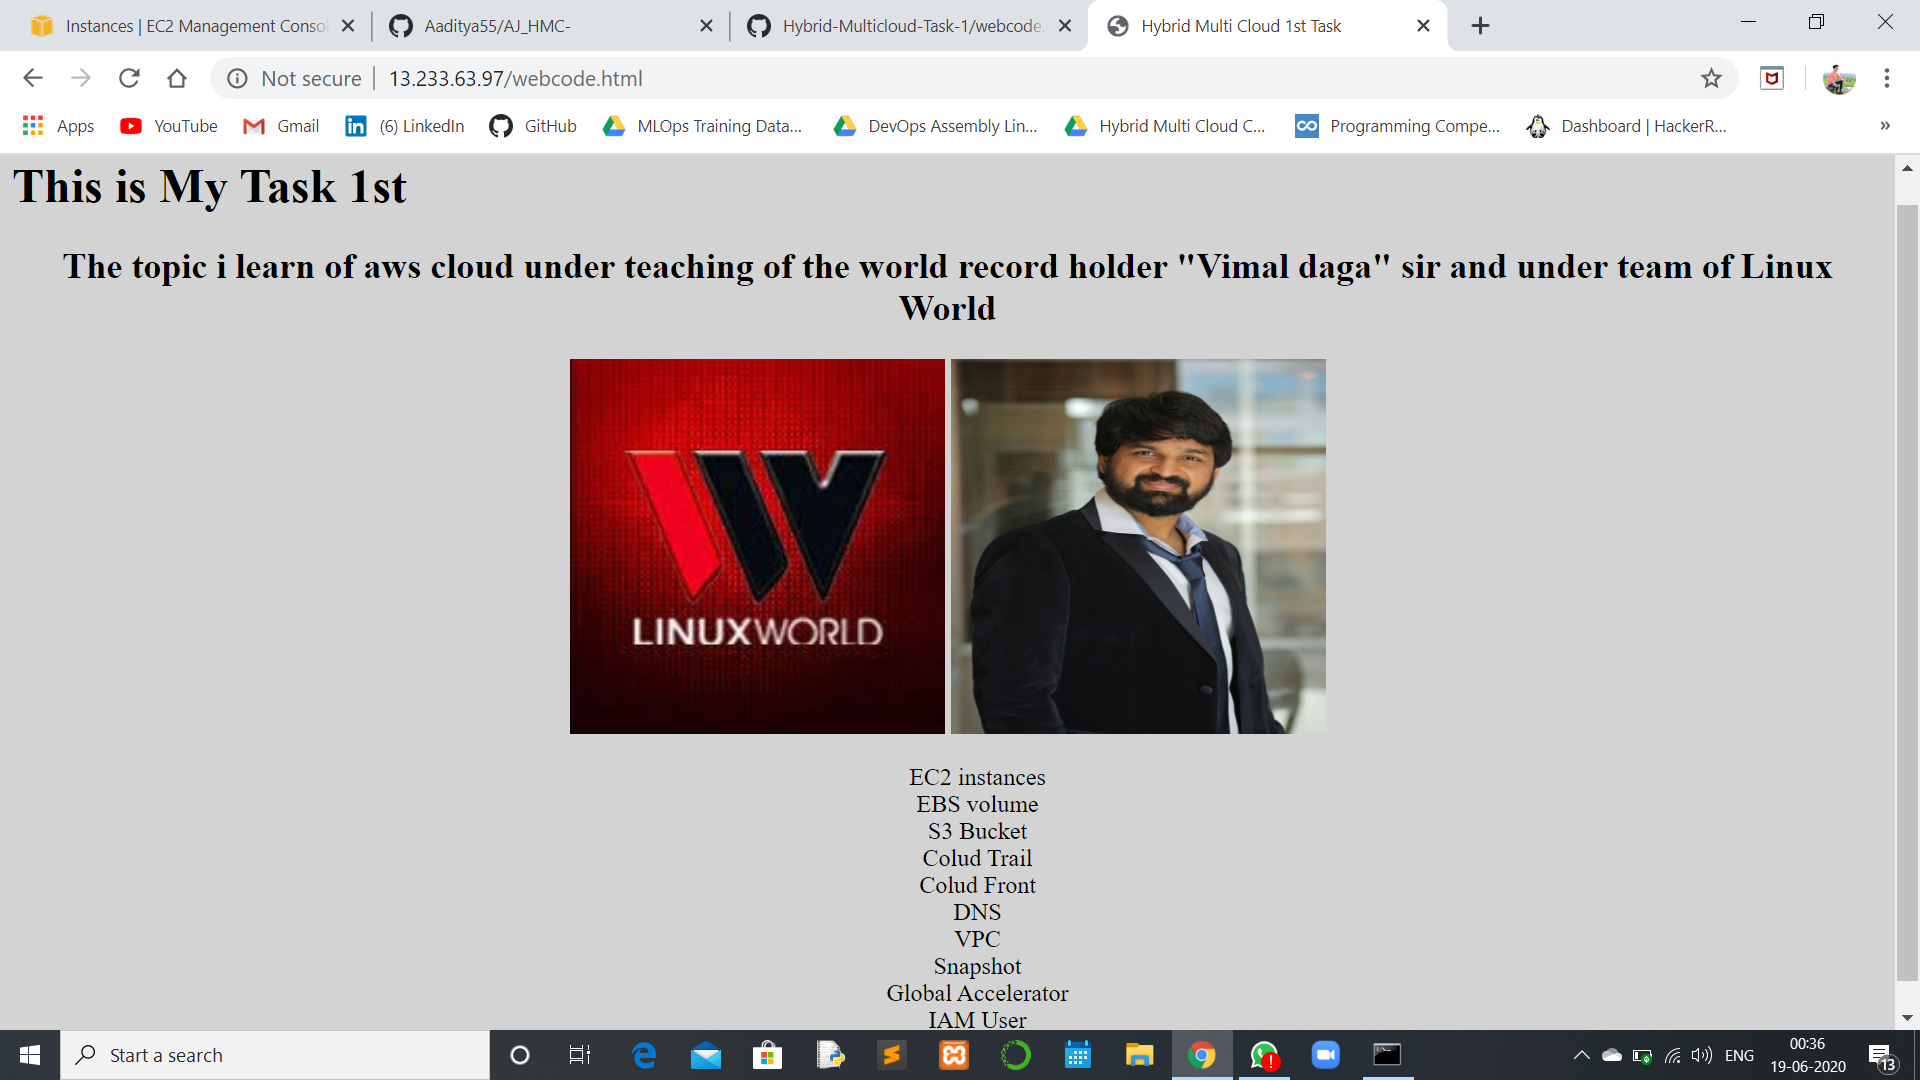 Instances | EC2 Management Consol
Aaditya55/AJ_HMC-
Hybrid-Multicloud-Task-1/webcode.
Hybrid Multi Cloud 1st Task
Not secure | 13.233.63.97/webcode.html
Apps YouTube Gmail (6) LinkedIn GitHub MLOps Training Data... DevOps Assembly Lin... Hybrid Multi Cloud C... Programming Compe... Dashboard | HackerR... »
This is My Task 1st
The topic i learn of aws cloud under teaching of the world record holder "Vimal daga" sir and under team of Linux
World
LINUXWORLD
EC2 instances
EBS volume
S3 Bucket
Colud Trail
Colud Front
DNS
VPC
Snapshot
Global Accelerator
IAM User
Start a search
ENG
00:36
19-06-2020
13